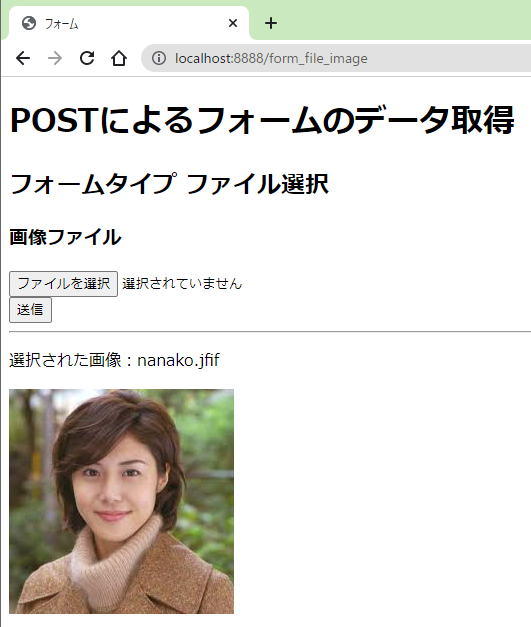 フォーム
localhost:8888/form_file_image
POSTによるフォームのデータ取得
フォームタイプ ファイル選択
画像ファイル
ファイルを選択 選択されていません
送信
選択された画像：nanako.jfif